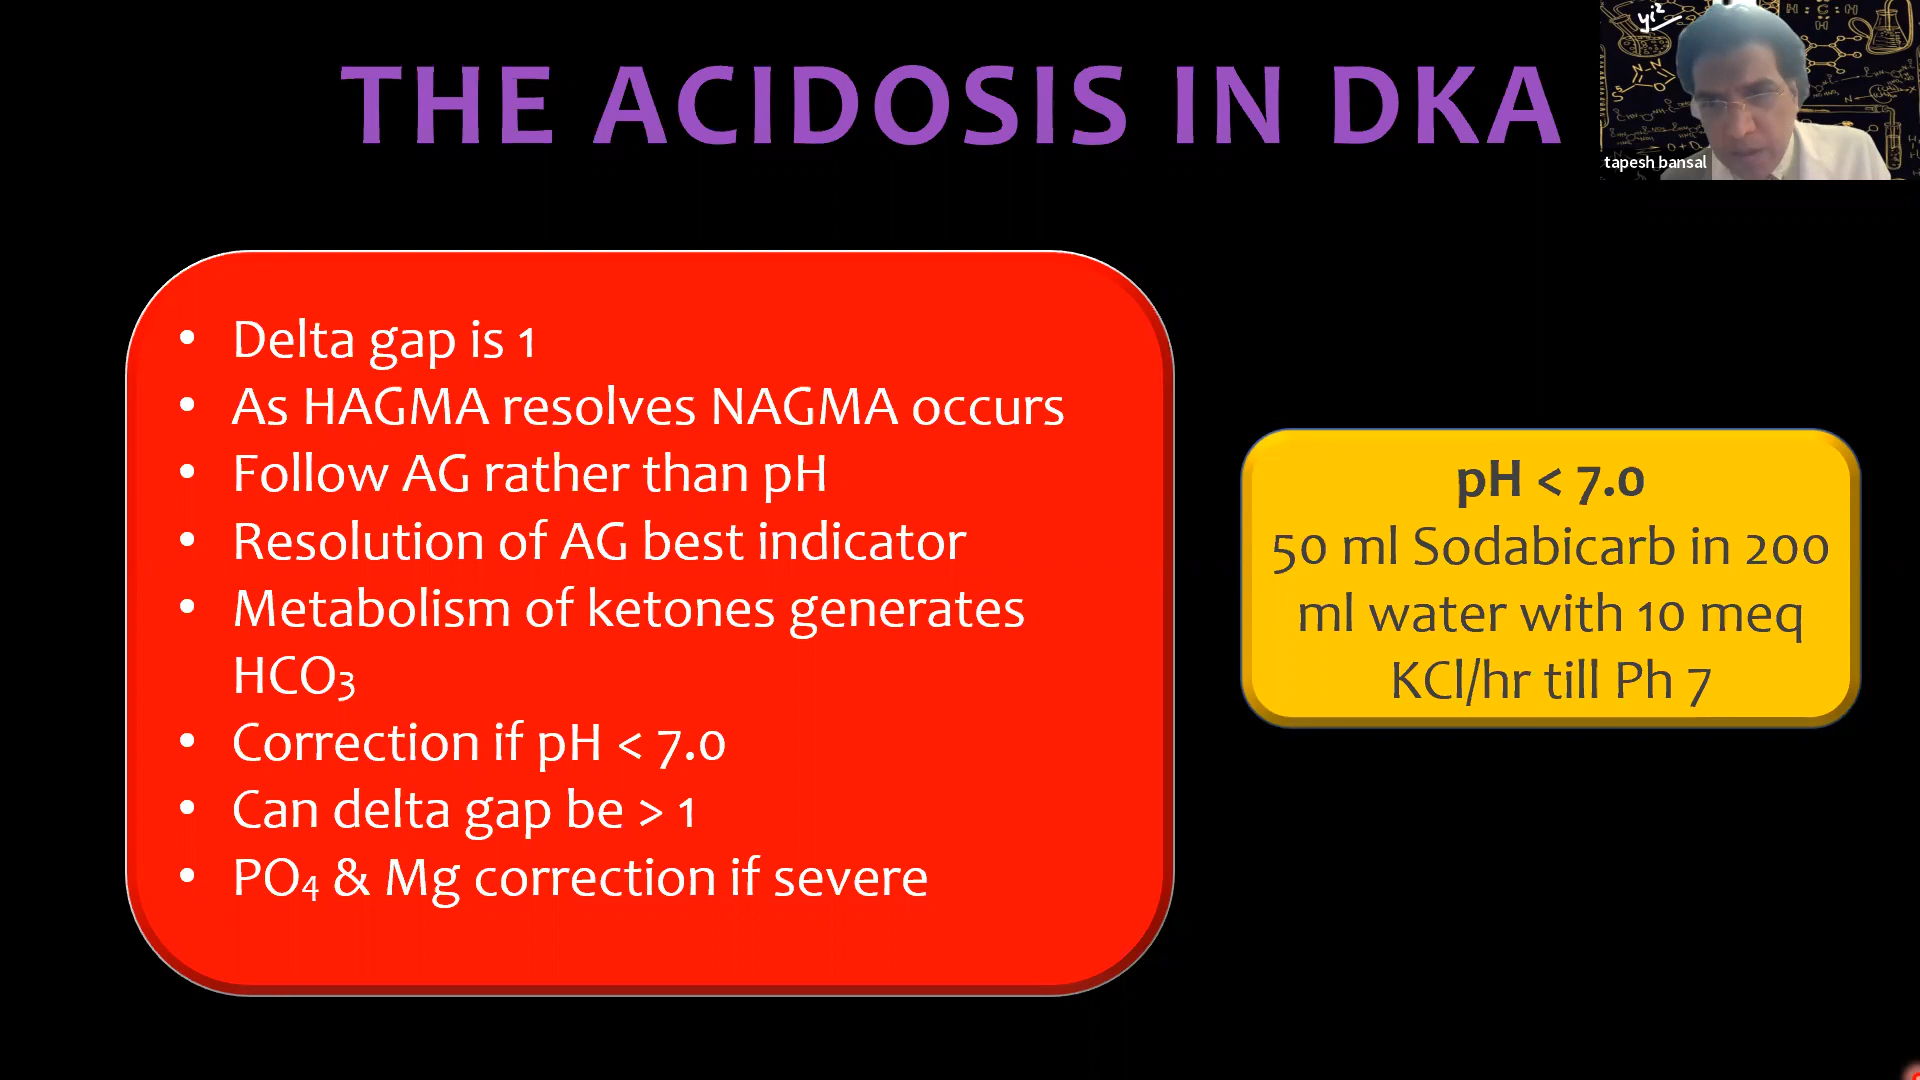 THE ACIDOSIS IN DKA
yi²
tapesh bansal
• Delta gap is 1
• As HAGMA resolves NAGMA occurs
• Follow AG rather than pH
• Resolution of AG best indicator
• Metabolism of ketones generates
HCO₃
• Correction if pH < 7.0
• Can delta gap be > 1
• PO₄ & Mg correction if severe
pH < 7.0
50 ml Sodabicarb in 200
ml water with 10 meq
KCl/hr till Ph 7